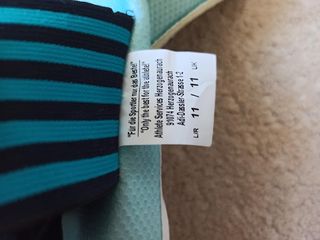 "Für die Sportler nur das Beste!"
"Only the best for the athlete!"
Athlete Services Herzogenaurach
91074 Herzogenaurach
Adi-Dassler-Strasse 1-2
L/R 11 / 11 UK